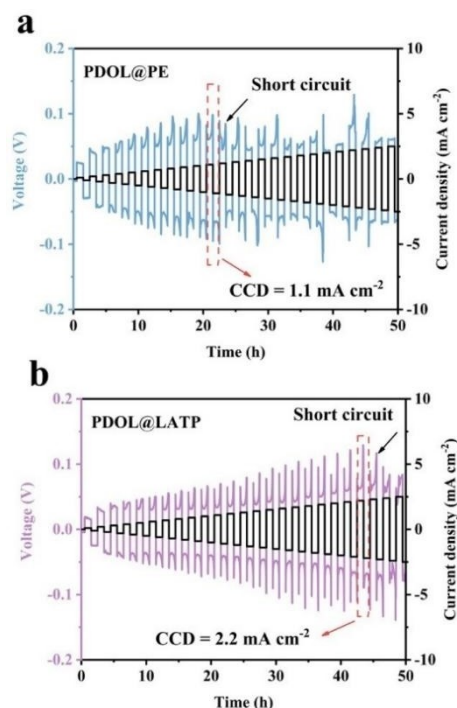 a
PDOL@PE
Short circuit
CCD = 1.1 mA cm⁻²
0.2
0.1
0.0
-0.1
-0.2
Voltage (V)
10
5
0
-5
-10
Current density (mA cm⁻²)
0 10 20 30 40 50
Time (h)
b
PDOL@LATP
Short circuit
CCD = 2.2 mA cm⁻²
0.2
0.1
0.0
-0.1
-0.2
Voltage (V)
10
5
0
-5
-10
Current density (mA cm⁻²)
0 10 20 30 40 50
Time (h)